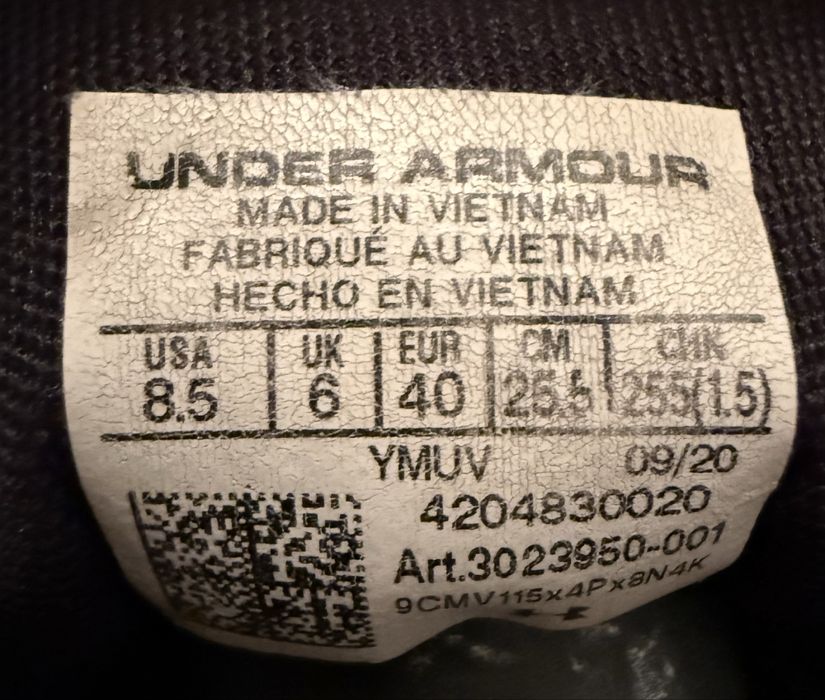 UNDER ARMOUR
MADE IN VIETNAM
FABRIQUÉ AU VIETNAM
HECHO EN VIETNAM
USA UK EUR CM CHN
8.5 6 40 25.5 255(1.5)
YMUV 09/20
4204830020
Art.3023950-001
9CMV115x4Px8N4K